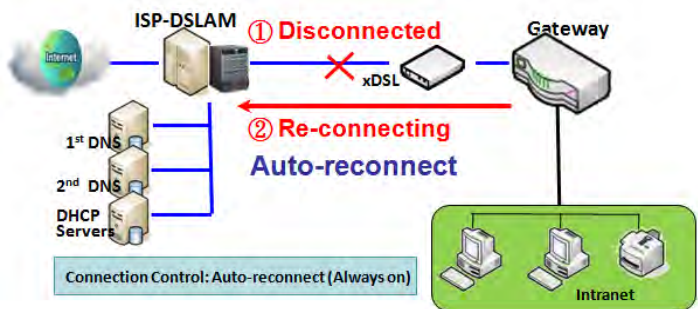 ISP-DSLAM
① Disconnected
Gateway
Internet
xDSL
② Re-connecting
1st DNS
Auto-reconnect
2nd DNS
DHCP
Servers
Connection Control: Auto-reconnect (Always on)
Intranet